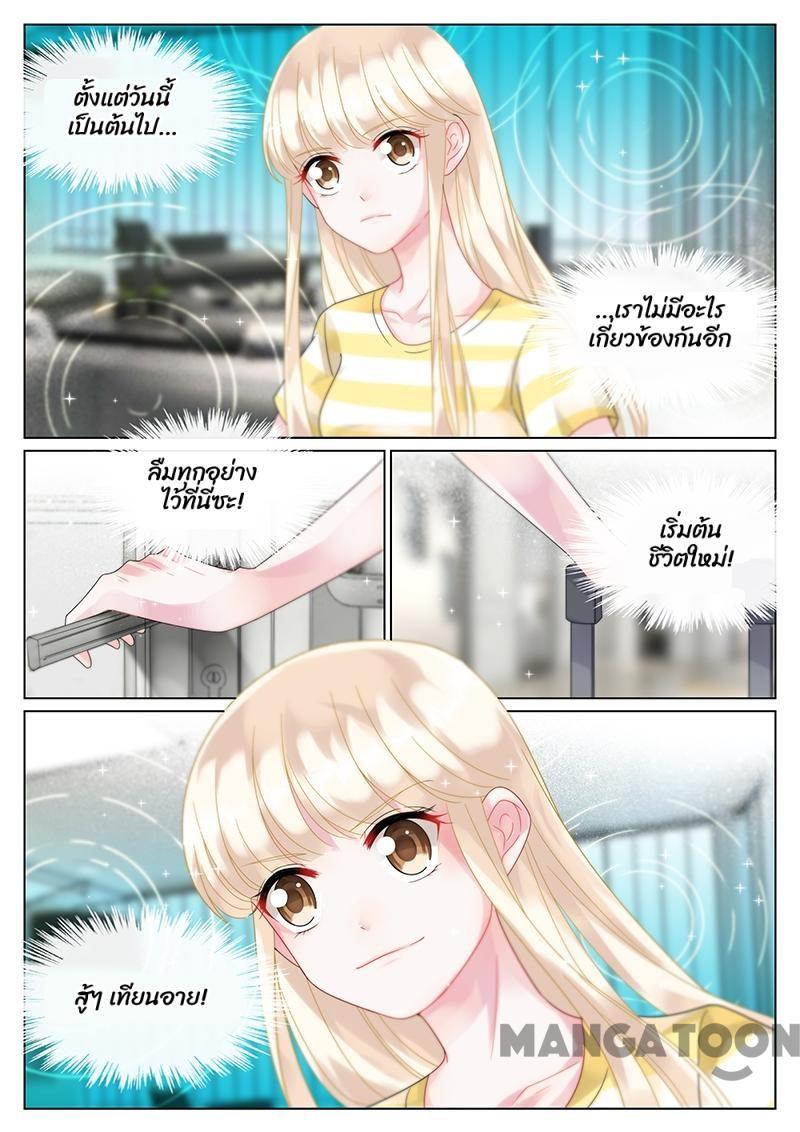 ตั้งแต่วันนี้
เป็นต้นไป...
...เราไม่มีอะไร
เกี่ยวข้องกันอีก
ลืมทุกอย่าง
ไว้ที่นี่ซะ!
เริ่มต้น
ชีวิตใหม่!
สู้ๆ เทียนอาย!
MANGATOON